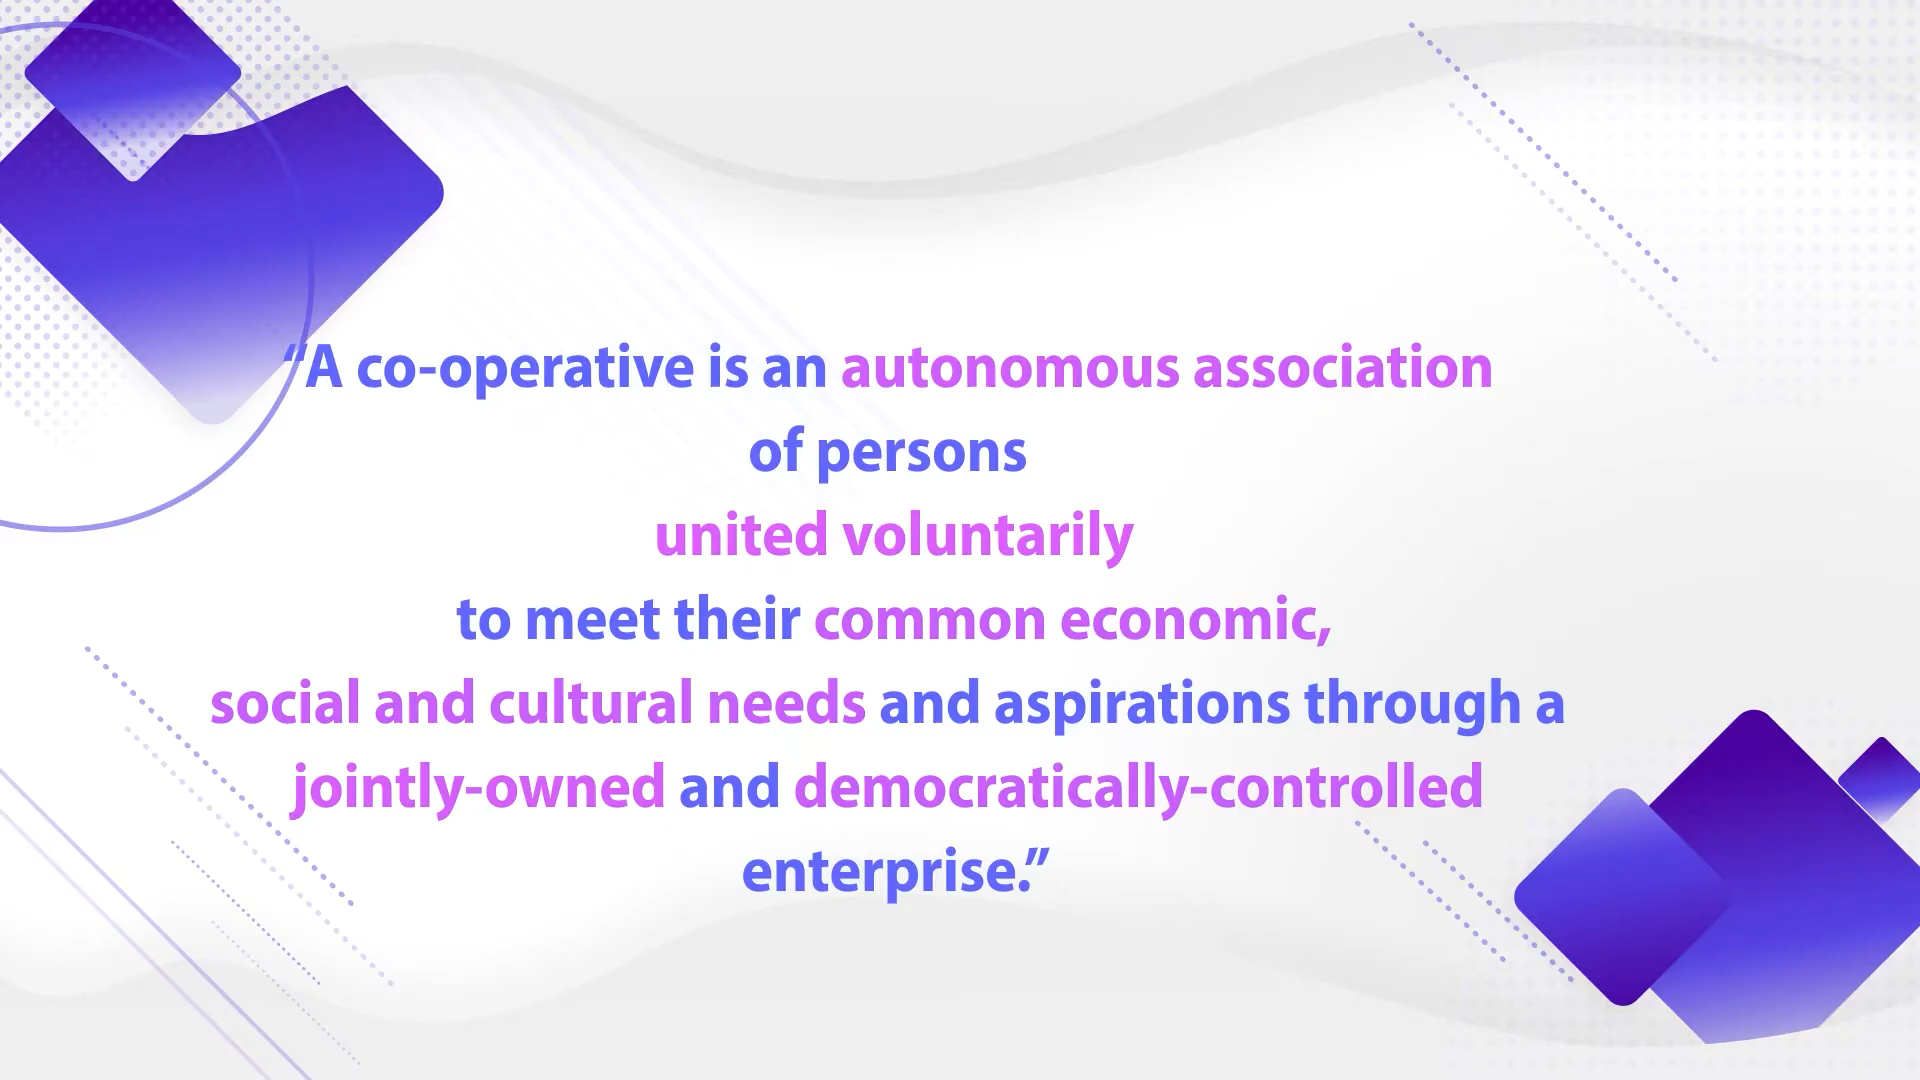 “A co-operative is an autonomous association
of persons
united voluntarily
to meet their common economic,
social and cultural needs and aspirations through a
jointly-owned and democratically-controlled
enterprise.”